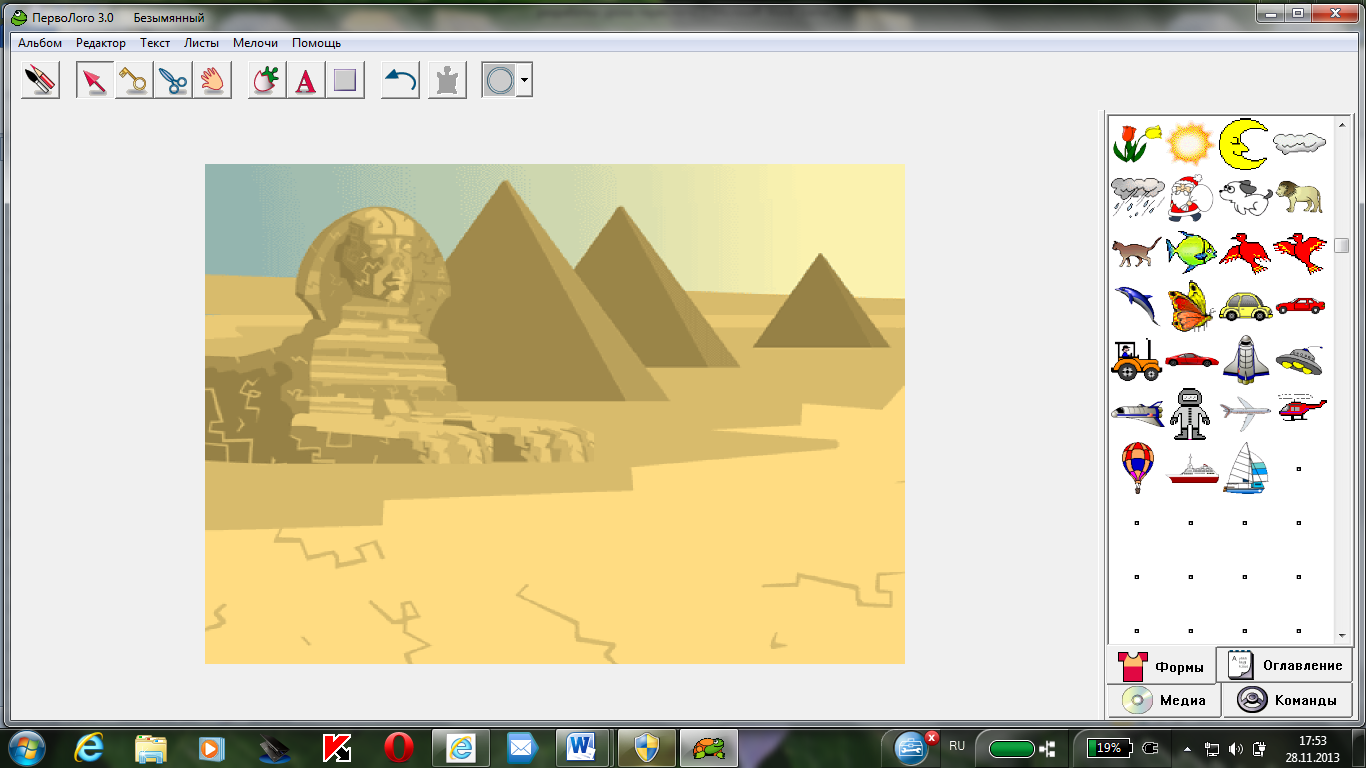 ПервоЛого 3.0 Безымянный
Альбом Редактор Текст Листы Мелочи Помощь
A
Формы
Оглавление
Медиа
Команды
RU
19%
17:53
28.11.2013